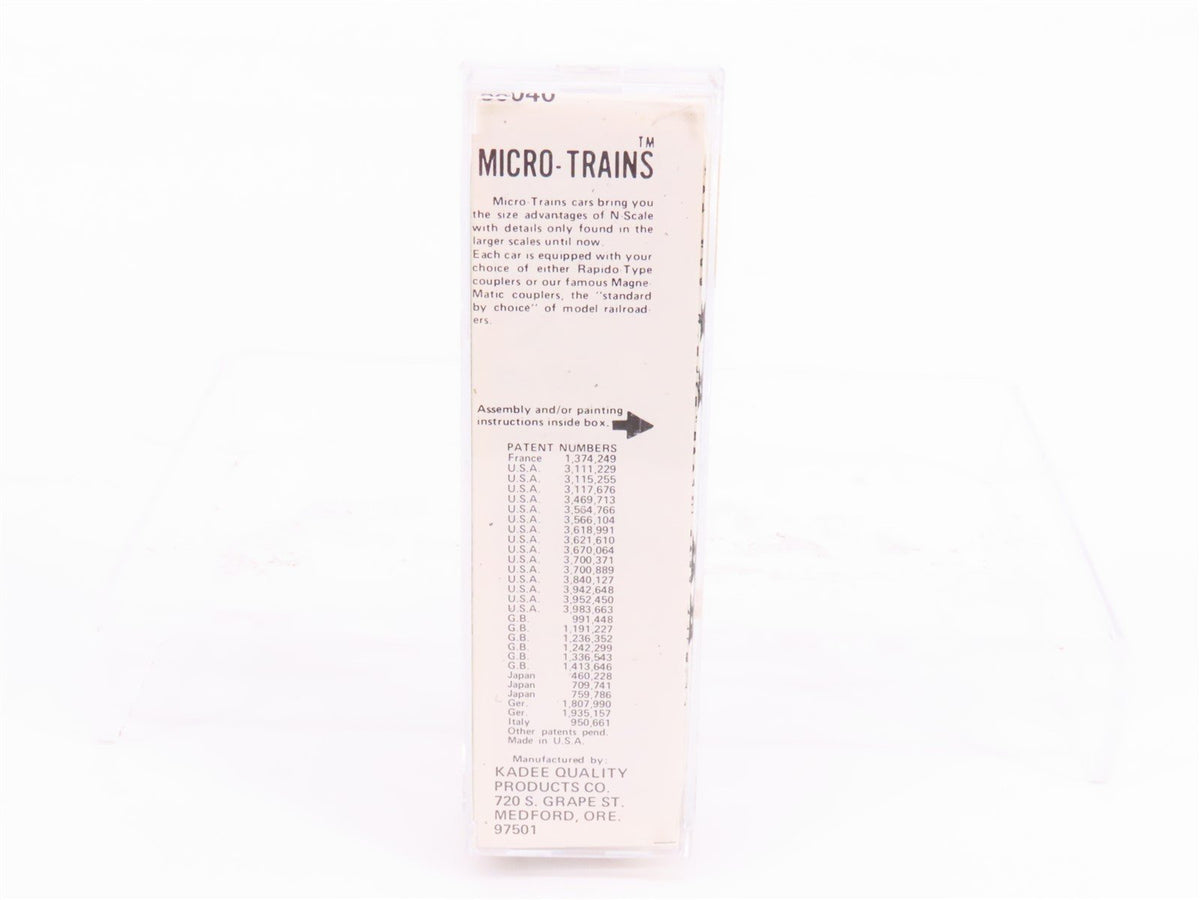 MICRO-TRAINS™
Micro-Trains cars bring you
the size advantages of N Scale
with details only found in the
larger scales until now.
Each car is equipped with your
choice of either Rapido-Type
couplers or our famous Magne-
Matic couplers, the "standard
by choice" of model railroad-
ers.
Assembly and/or painting
instructions inside box.
PATENT NUMBERS
France 1,374,249
U.S.A. 3,111,229
U.S.A. 3,115,255
U.S.A. 3,117,676
U.S.A. 3,469,713
U.S.A. 3,564,766
U.S.A. 3,566,104
U.S.A. 3,618,991
U.S.A. 3,621,610
U.S.A. 3,670,064
U.S.A. 3,700,371
U.S.A. 3,700,889
U.S.A. 3,840,127
U.S.A. 3,942,648
U.S.A. 3,952,450
U.S.A. 3,983,663
G.B. 991,448
G.B. 1,191,227
G.B. 1,236,352
G.B. 1,242,299
G.B. 1,336,543
G.B. 1,413,646
Japan 460,228
Japan 709,741
Japan 759,786
Ger. 1,807,990
Ger. 1,935,157
Italy 950,661
Other patents pend.
Made in U.S.A.
Manufactured by:
KADEE QUALITY
PRODUCTS CO.
720 S. GRAPE ST.
MEDFORD, ORE.
97501